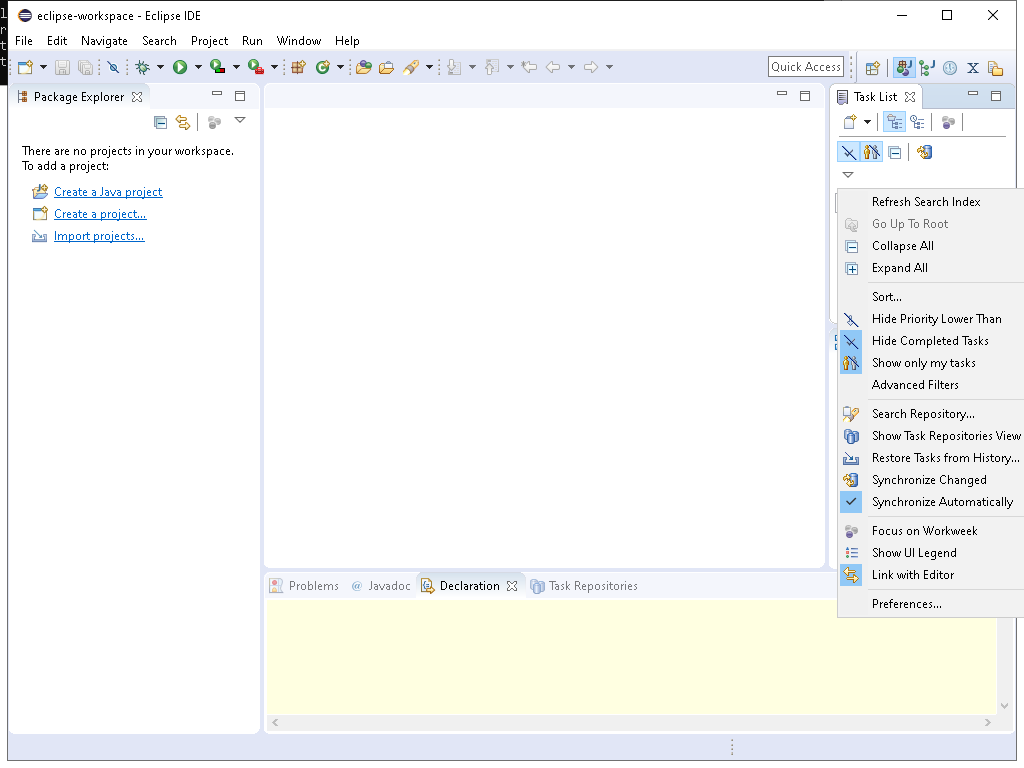 eclipse-workspace - Eclipse IDE
File Edit Navigate Search Project Run Window Help
Quick Access
Package Explorer
There are no projects in your workspace.
To add a project:
Create a Java project
Create a project...
Import projects...
Task List
Refresh Search Index
Go Up To Root
Collapse All
Expand All
Sort...
Hide Priority Lower Than
Hide Completed Tasks
Show only my tasks
Advanced Filters
Search Repository...
Show Task Repositories View
Restore Tasks from History...
Synchronize Changed
Synchronize Automatically
Focus on Workweek
Show UI Legend
Link with Editor
Preferences...
Problems @ Javadoc Declaration Task Repositories